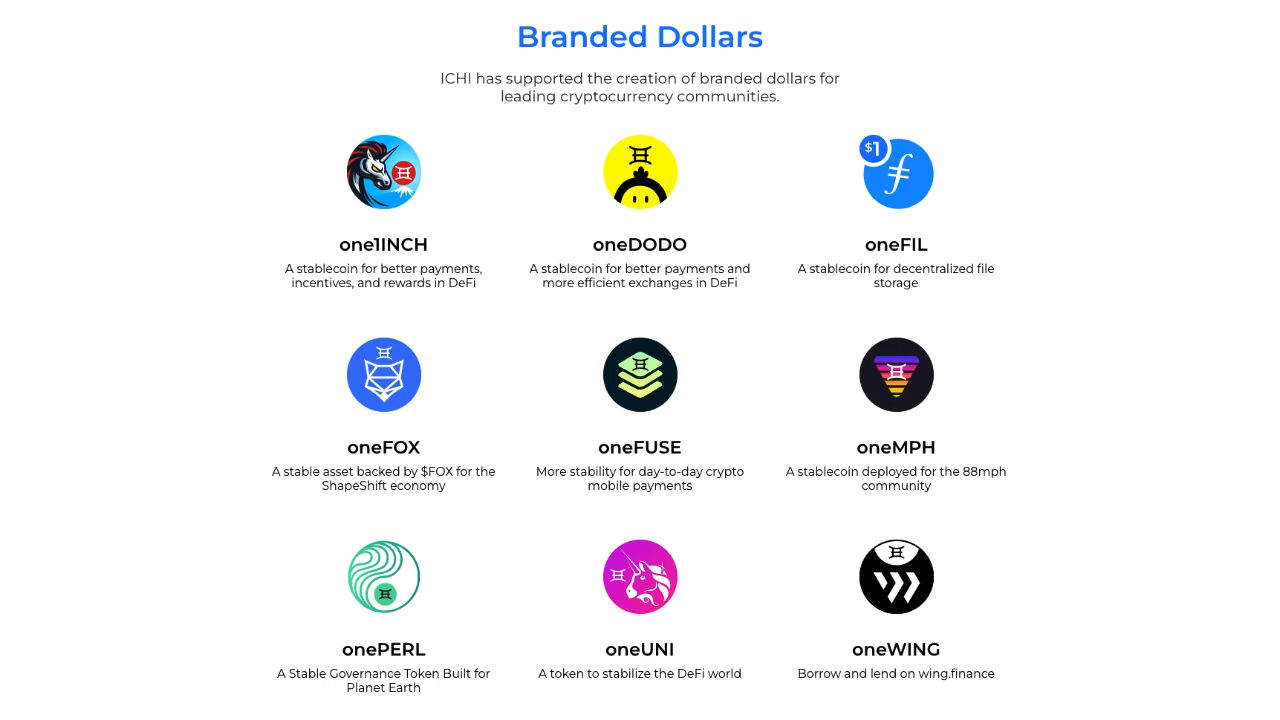 Branded Dollars
ICHI has supported the creation of branded dollars for
leading cryptocurrency communities.
$1
one1INCH
A stablecoin for better payments,
incentives, and rewards in DeFi
oneDODO
A stablecoin for better payments and
more efficient exchanges in DeFi
oneFIL
A stablecoin for decentralized file
storage
oneFOX
A stable asset backed by $FOX for the
ShapeShift economy
oneFUSE
More stability for day-to-day crypto
mobile payments
oneMPH
A stablecoin deployed for the 88mph
community
onePERL
A Stable Governance Token Built for
Planet Earth
oneUNI
A token to stabilize the DeFi world
oneWING
Borrow and lend on wing.finance